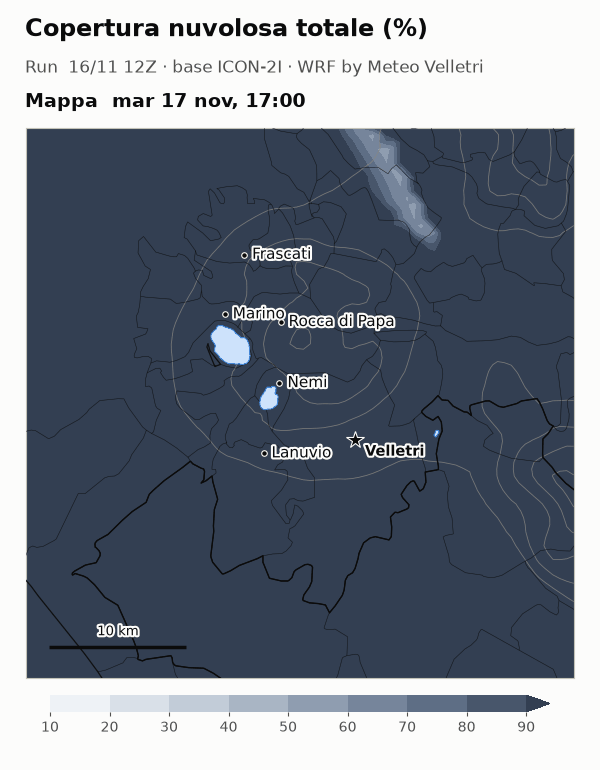 Copertura nuvolosa totale (%)
Run  16/11 12Z · base ICON-2I · WRF by Meteo Velletri
Mappa  mar 17 nov, 17:00
Frascati
Marino
Rocca di Papa
Nemi
Velletri
Lanuvio
10 km
10 20 30 40 50 60 70 80 90